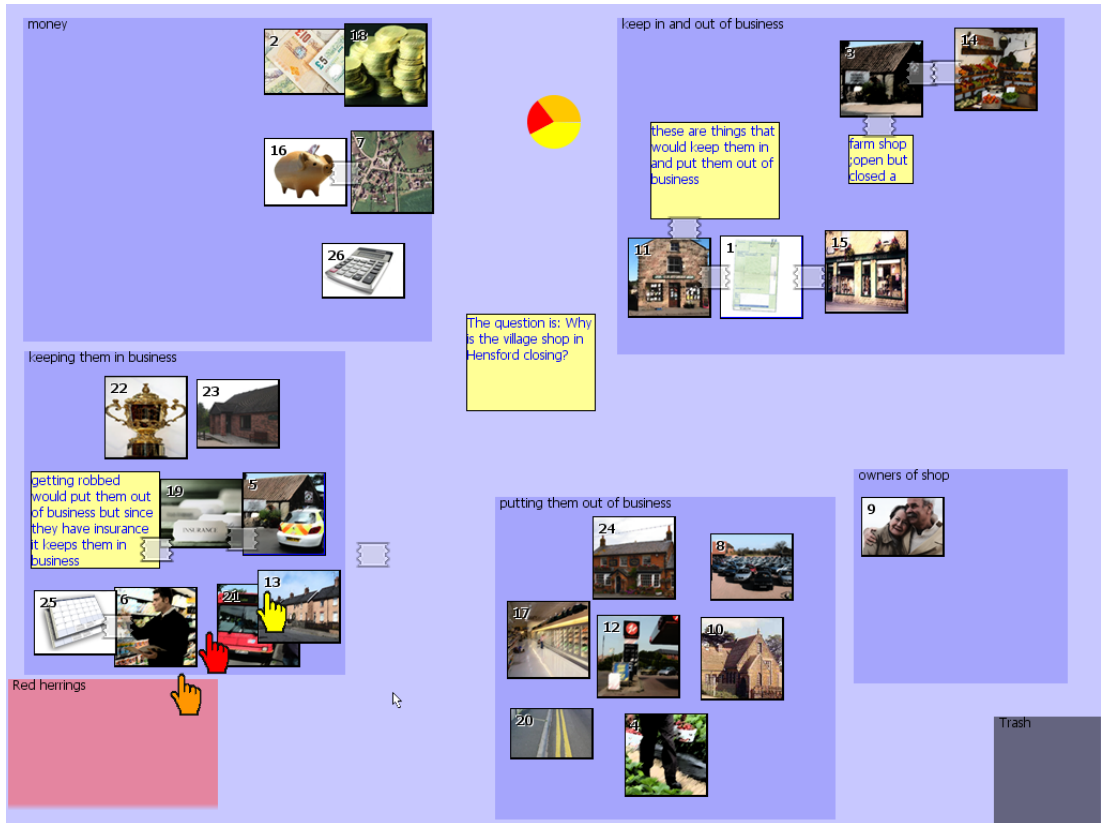 money
2
18
16
7
26
keep in and out of business
3
14
these are things that
would keep them in
and put them out of
business
farm shop
;open but
closed a
11
1
15
The question is: Why
is the village shop in
Hensford closing?
keeping them in business
22
23
getting robbed
would put them out
of business but since
they have insurance
it keeps them in
business
19
INSURANCE
5
25
6
21
13
putting them out of business
24
8
17
12
10
20
4
owners of shop
9
Red herrings
Trash